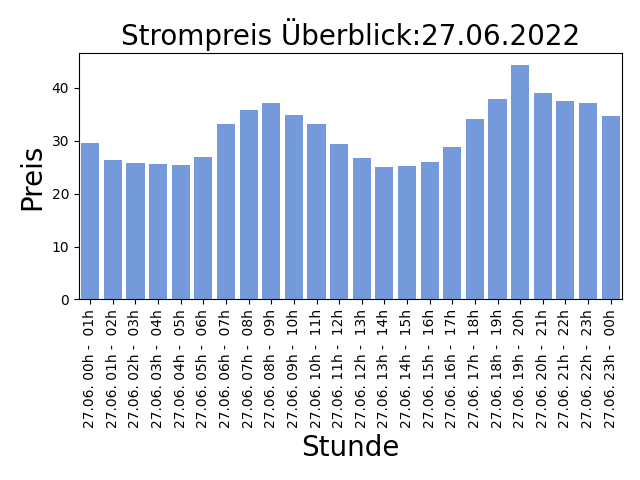 Strompreis Überblick:27.06.2022
Preis
40
30
20
10
0
27.06. 00h - 01h
27.06. 01h - 02h
27.06. 02h - 03h
27.06. 03h - 04h
27.06. 04h - 05h
27.06. 05h - 06h
27.06. 06h - 07h
27.06. 07h - 08h
27.06. 08h - 09h
27.06. 09h - 10h
27.06. 10h - 11h
27.06. 11h - 12h
27.06. 12h - 13h
27.06. 13h - 14h
27.06. 14h - 15h
27.06. 15h - 16h
27.06. 16h - 17h
27.06. 17h - 18h
27.06. 18h - 19h
27.06. 19h - 20h
27.06. 20h - 21h
27.06. 21h - 22h
27.06. 22h - 23h
27.06. 23h - 00h
Stunde